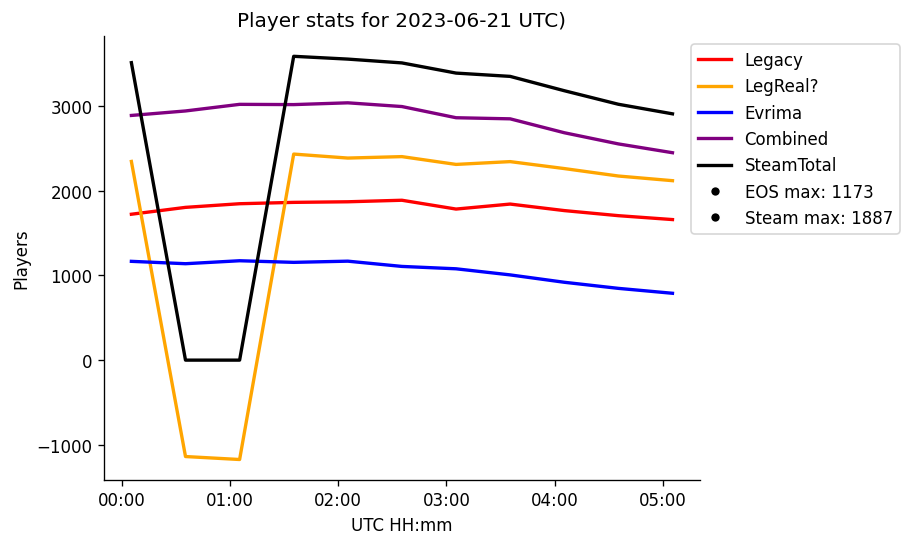 Player stats for 2023-06-21 UTC)
Legacy
LegReal?
Evrima
Combined
SteamTotal
EOS max: 1173
Steam max: 1887
Players
3000
2000
1000
0
−1000
00:00 01:00 02:00 03:00 04:00 05:00
UTC HH:mm